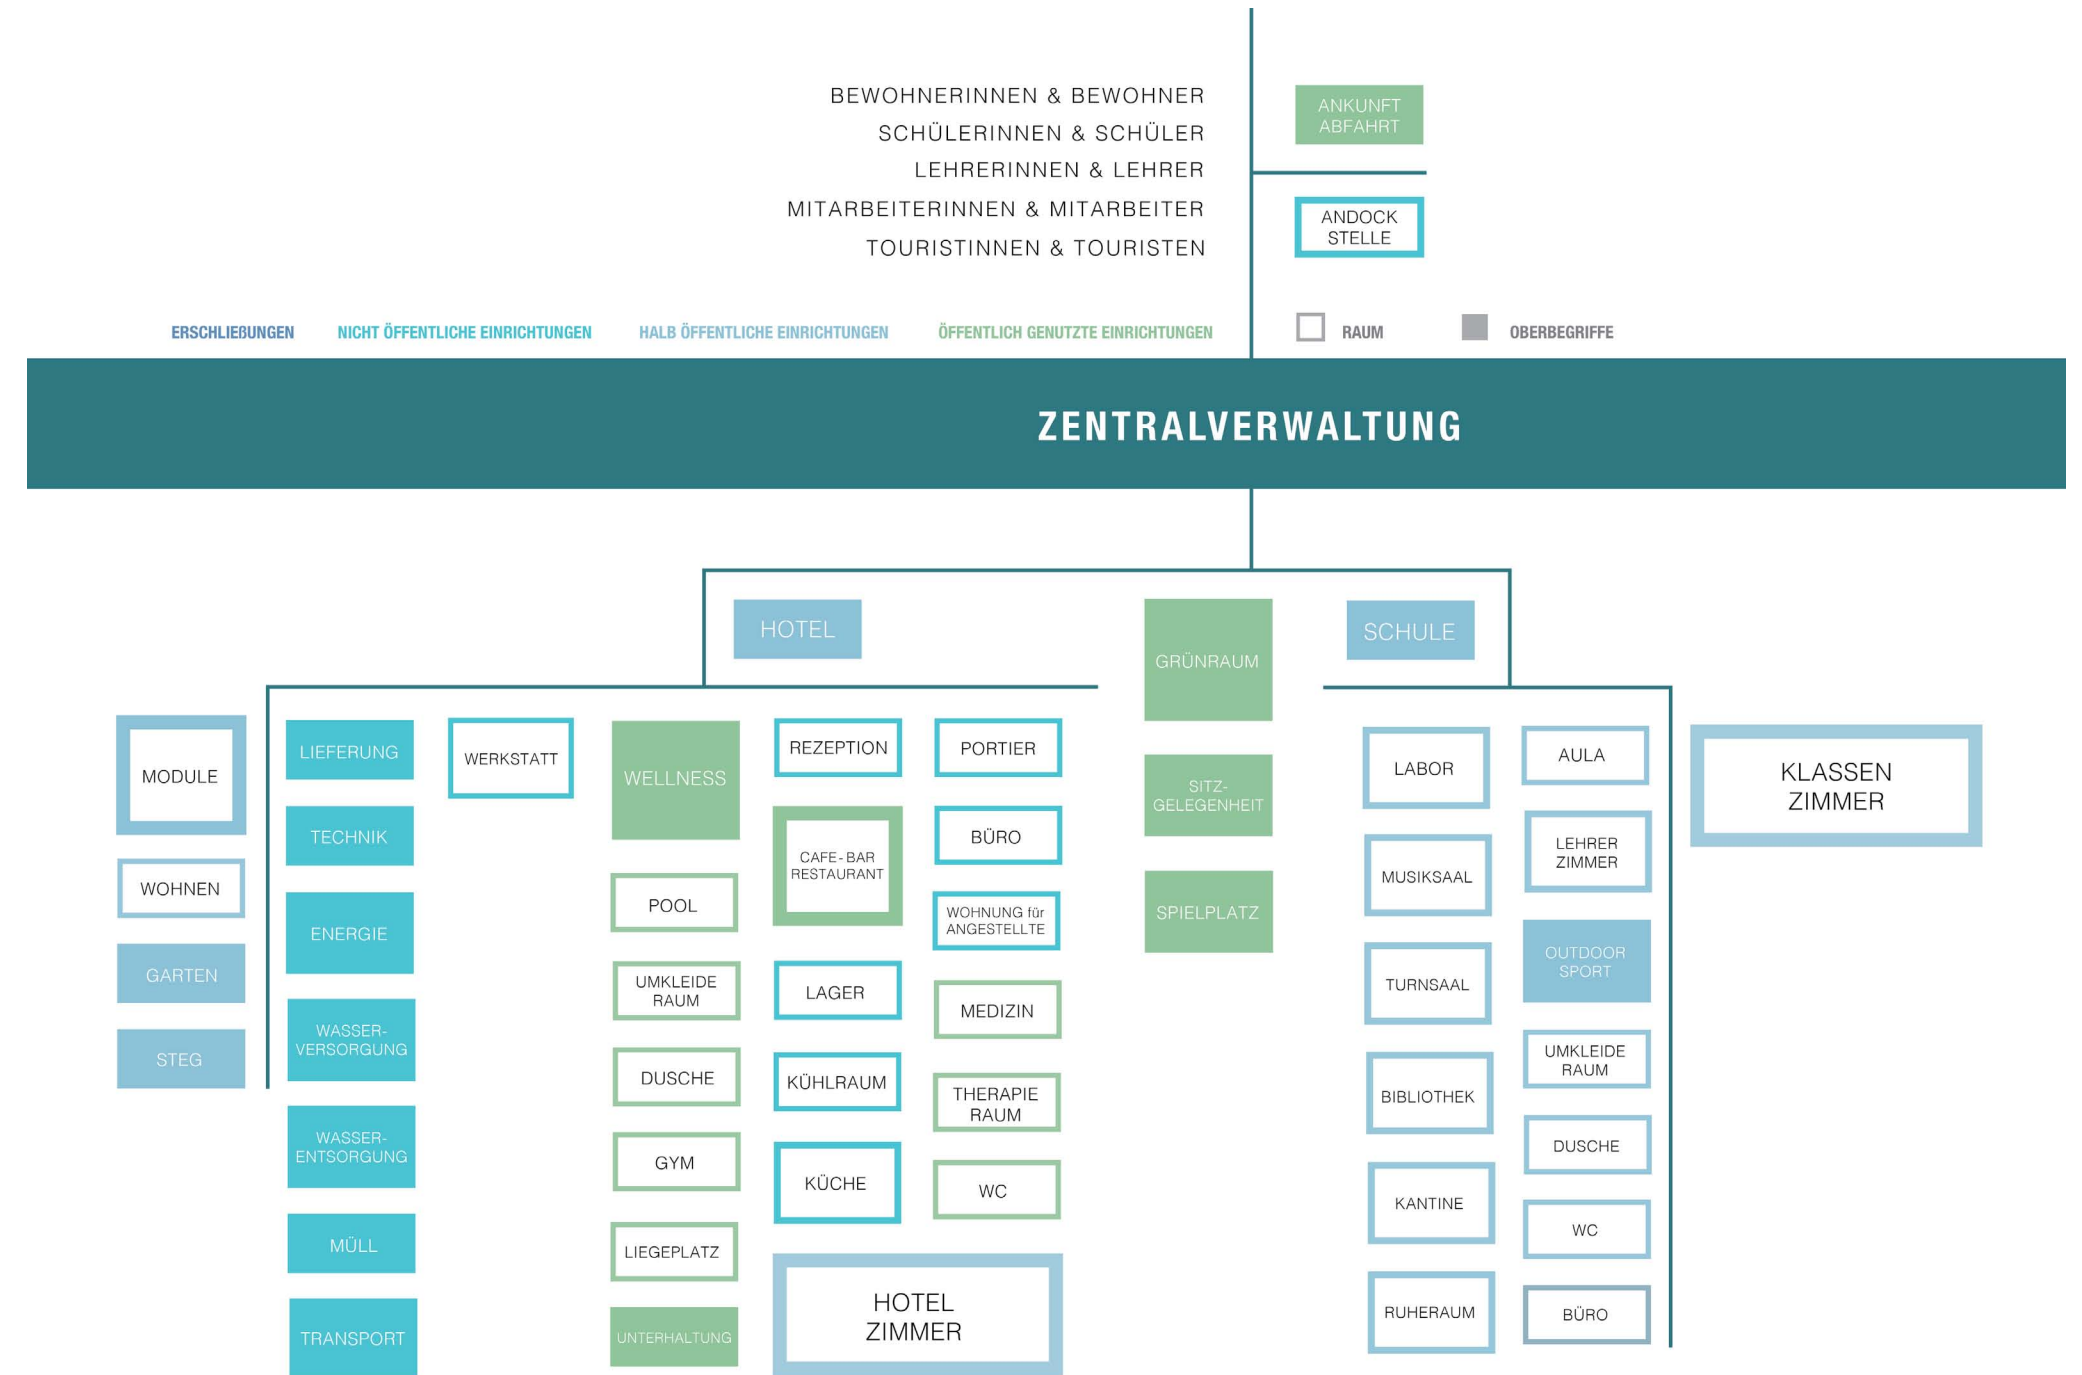 BEWOHNERINNEN & BEWOHNER
SCHÜLERINNEN & SCHÜLER
LEHRERINNEN & LEHRER
MITARBEITERINNEN & MITARBEITER
TOURISTINNEN & TOURISTEN
ANKUNFT
ABFAHRT
ANDOCK
STELLE
ERSCHLIEßUNGEN
NICHT ÖFFENTLICHE EINRICHTUNGEN
HALB ÖFFENTLICHE EINRICHTUNGEN
ÖFFENTLICH GENUTZTE EINRICHTUNGEN
RAUM
OBERBEGRIFFE
ZENTRALVERWALTUNG
HOTEL
MODULE
WOHNEN
GARTEN
STEG
LIEFERUNG
TECHNIK
ENERGIE
WASSER-
VERSORGUNG
WASSER-
ENTSORGUNG
MÜLL
TRANSPORT
WERKSTATT
WELLNESS
POOL
UMKLEIDE
RAUM
DUSCHE
GYM
LIEGEPLATZ
UNTERHALTUNG
REZEPTION
CAFE-BAR
RESTAURANT
LAGER
KÜHLRAUM
KÜCHE
HOTEL
ZIMMER
PORTIER
BÜRO
WOHNUNG für
ANGESTELLTE
MEDIZIN
THERAPIE
RAUM
WC
GRÜNRAUM
SITZ-
GELEGENHEIT
SPIELPLATZ
SCHULE
LABOR
MUSIKSAAL
TURNSAAL
BIBLIOTHEK
KANTINE
RUHERAUM
AULA
LEHRER
ZIMMER
OUTDOOR
SPORT
UMKLEIDE
RAUM
DUSCHE
WC
BÜRO
KLASSEN
ZIMMER